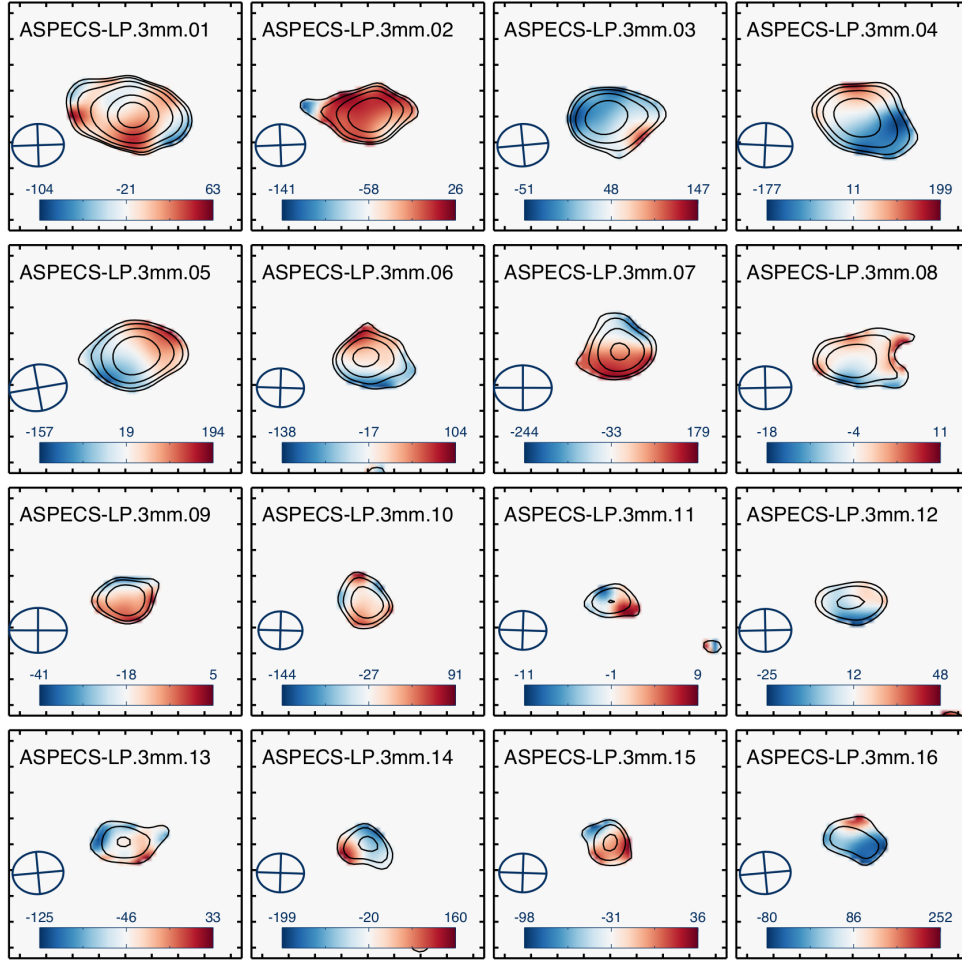 ASPECS-LP.3mm.01 ASPECS-LP.3mm.02 ASPECS-LP.3mm.03 ASPECS-LP.3mm.04
-104 -21 63 -141 -58 26 -51 48 147 -177 11 199
ASPECS-LP.3mm.05 ASPECS-LP.3mm.06 ASPECS-LP.3mm.07 ASPECS-LP.3mm.08
-157 19 194 -138 -17 104 -244 -33 179 -18 -4 11
ASPECS-LP.3mm.09 ASPECS-LP.3mm.10 ASPECS-LP.3mm.11 ASPECS-LP.3mm.12
-41 -18 5 -144 -27 91 -11 -1 9 -25 12 48
ASPECS-LP.3mm.13 ASPECS-LP.3mm.14 ASPECS-LP.3mm.15 ASPECS-LP.3mm.16
-125 -46 33 -199 -20 160 -98 -31 36 -80 86 252